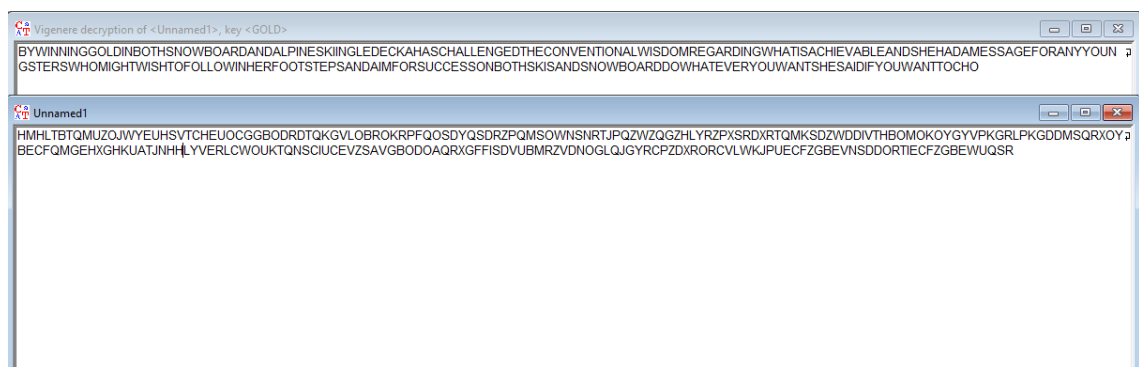 Vigenere decryption of <Unnamed1>, key <GOLD>
BYWINNINGGOLDINBOTHSNOWBOARDANDALPINESKIINGLEDECKAHASCHALLENGEDTHECONVENTIONALWISDOMREGARDINGWHATISACHIEVABLEANDSHEHADAMESSAGEFORANYYOUN
GSTERSWHOMIGHTWISHTOFOLLOWINHERFOOTSTEPSANDAIMFORSUCCESSONBOTHSKISANDSNOWBOARDDOWHATEVERYOUWANTSHESAIDIFYOUWANTTOCHO
Unnamed1
HMHLTBTQMUZOJWYEUHSVTCHEUOCGGBODRDTQKGVLOBROKRPFQOSDYQSDRZPQMSOWNSNRTJPQZWZQGZHLYRZPXSRDXRTQMKSDZWDDIVTHBOMOKOYGYVPKGRLPKGDDMSQRXOY
BECFQMGEHXGHKUATJNHHLYVERLCWOUKTQNSCIUCEVZSAVGBODOAQRXGFFISDVUBMRZVDNOGLQJGYRCPZDXRORCVLWKJPUECFZGBEVNSDDORTIECFZGBEWUQSR